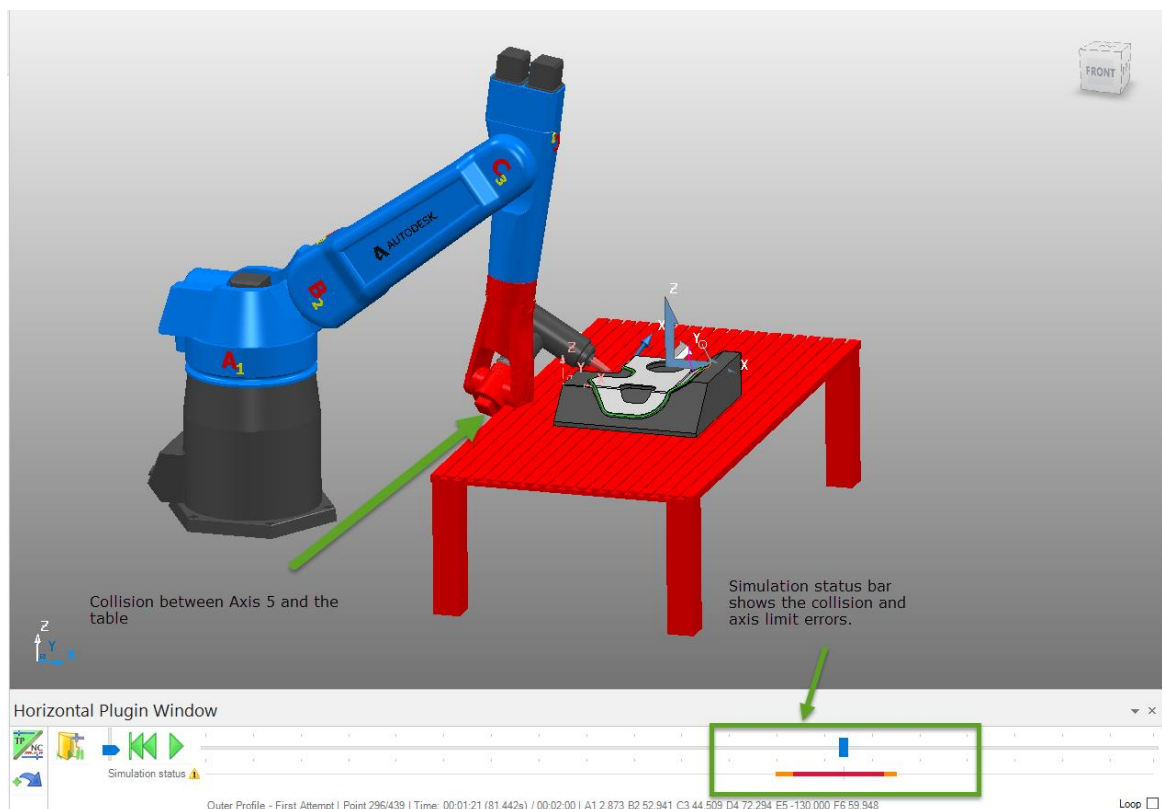 FRONT
C
3
AUTODESK
B
2
A
1
Z
X
Y
X
Z
Y
X
Collision between Axis 5 and the
table
Simulation status bar
shows the collision and
axis limit errors.
Z
Y
X
Horizontal Plugin Window
TP
NC
Simulation status
Outer Profile - First Attempt | Point 296/439 | Time: 00:01:21 (81.442s) / 00:02:00 | A1 2.873 B2 52.941 C3 44.509 D4 72.294 E5 -130.000 F6 59.948
Loop